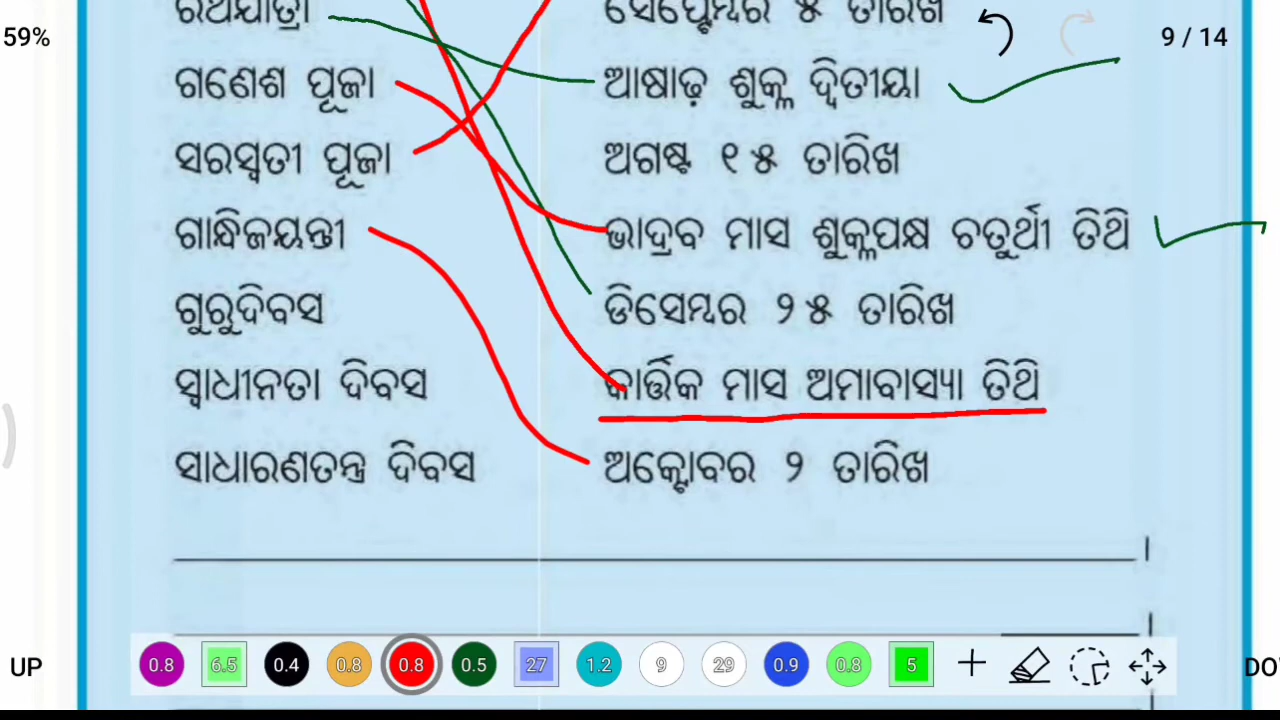 59%
ରଥଯାତ୍ରା ସେପ୍ଟେମ୍ବର ୫ ତାରିଖ 9 / 14
ଗଣେଶ ପୂଜା ଆଷାଢ଼ ଶୁକ୍ଳ ଦ୍ୱିତୀୟା
ସରସ୍ୱତୀ ପୂଜା ଅଗଷ୍ଟ ୧୫ ତାରିଖ
ଗାନ୍ଧିଜୟନ୍ତୀ ଭାଦ୍ରବ ମାସ ଶୁକ୍ଳପକ୍ଷ ଚତୁର୍ଥୀ ତିଥି
ଗୁରୁଦିବସ ଡିସେମ୍ବର ୨୫ ତାରିଖ
ସ୍ୱାଧୀନତା ଦିବସ କାର୍ତ୍ତିକ ମାସ ଅମାବାସ୍ୟା ତିଥି
ସାଧାରଣତନ୍ତ୍ର ଦିବସ ଅକ୍ଟୋବର ୨ ତାରିଖ
UP 0.8 6.5 0.4 0.8 0.8 0.5 27 1.2 9 29 0.9 0.8 5